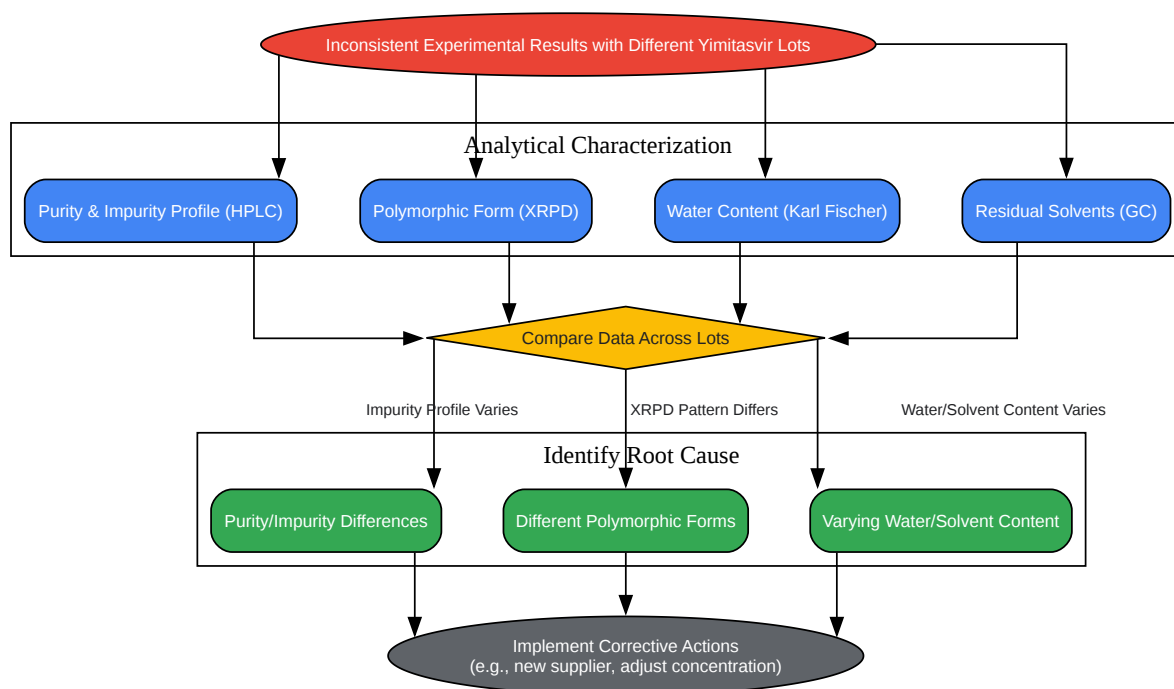 Inconsistent Experimental Results with Different Yimitasvir Lots
Analytical Characterization
Purity & Impurity Profile (HPLC)
Polymorphic Form (XRPD)
Water Content (Karl Fischer)
Residual Solvents (GC)
Compare Data Across Lots
Impurity Profile Varies
XRPD Pattern Differs
Water/Solvent Content Varies
Identify Root Cause
Purity/Impurity Differences
Different Polymorphic Forms
Varying Water/Solvent Content
Implement Corrective Actions
(e.g., new supplier, adjust concentration)